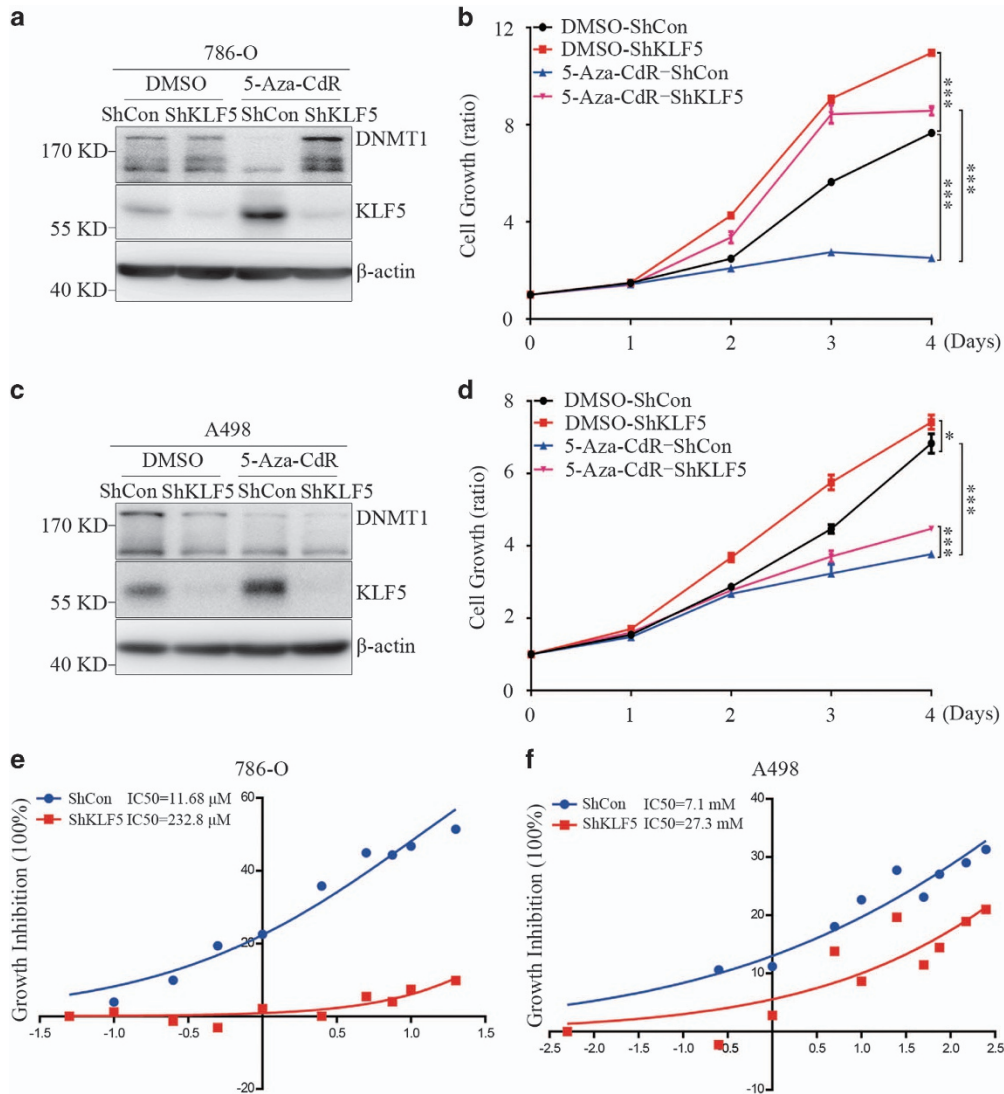 a
786-O
DMSO 5-Aza-CdR
ShCon ShKLF5 ShCon ShKLF5
DNMT1
170 KD
KLF5
55 KD
β-actin
40 KD
b
12
8
4
0
Cell Growth (ratio)
DMSO-ShCon
DMSO-ShKLF5
5-Aza-CdR-ShCon
5-Aza-CdR-ShKLF5
***
***
***
0 1 2 3 4 (Days)
c
A498
DMSO 5-Aza-CdR
ShCon ShKLF5 ShCon ShKLF5
DNMT1
170 KD
KLF5
55 KD
β-actin
40 KD
d
8
6
4
2
0
Cell Growth (ratio)
DMSO-ShCon
DMSO-ShKLF5
5-Aza-CdR-ShCon
5-Aza-CdR-ShKLF5
*
***
***
0 1 2 3 4 (Days)
e
786-O
ShCon IC50=11.68 μM
ShKLF5 IC50=232.8 μM
Growth Inhibition (100%)
60
40
20
-20
-1.5 -1.0 -0.5 0.5 1.0 1.5
f
A498
ShCon IC50=7.1 mM
ShKLF5 IC50=27.3 mM
Growth Inhibition (100%)
40
30
20
10
-10
-2.5 -2.0 -1.5 -1.0 -0.5 0.5 1.0 1.5 2.0 2.5